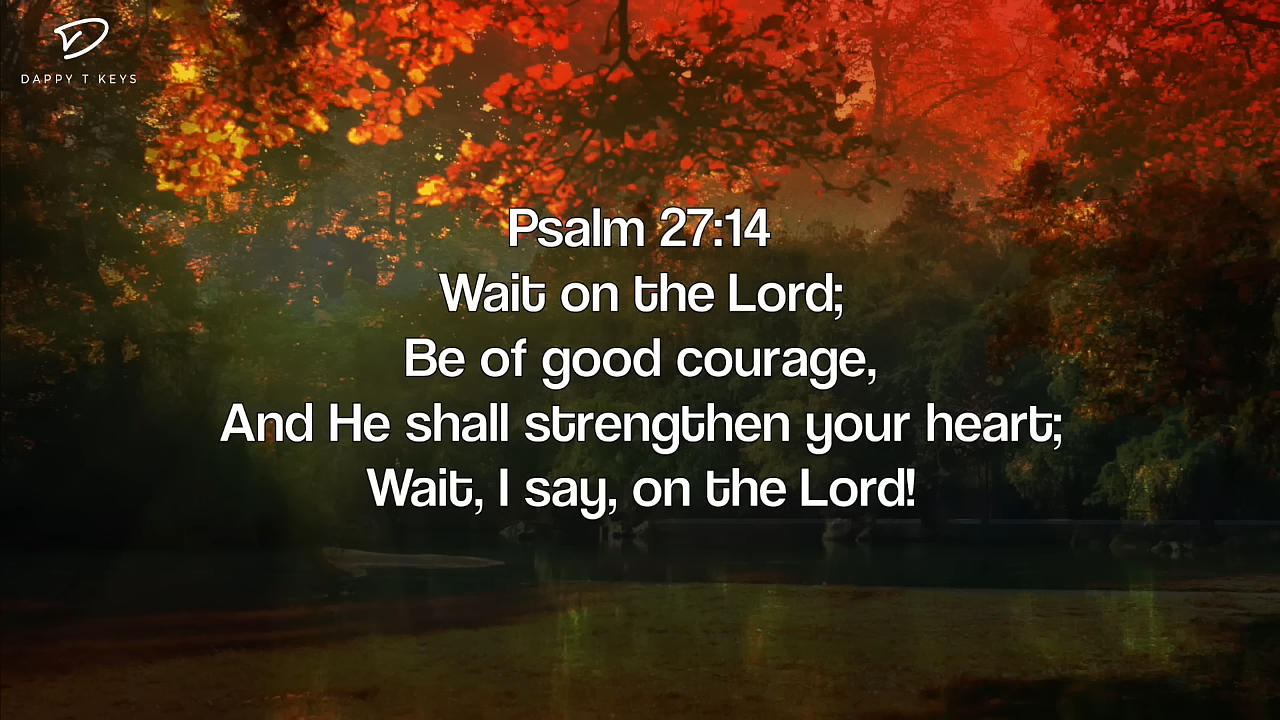 DAPPY T KEYS
Psalm 27:14
Wait on the Lord;
Be of good courage,
And He shall strengthen your heart;
Wait, I say, on the Lord!